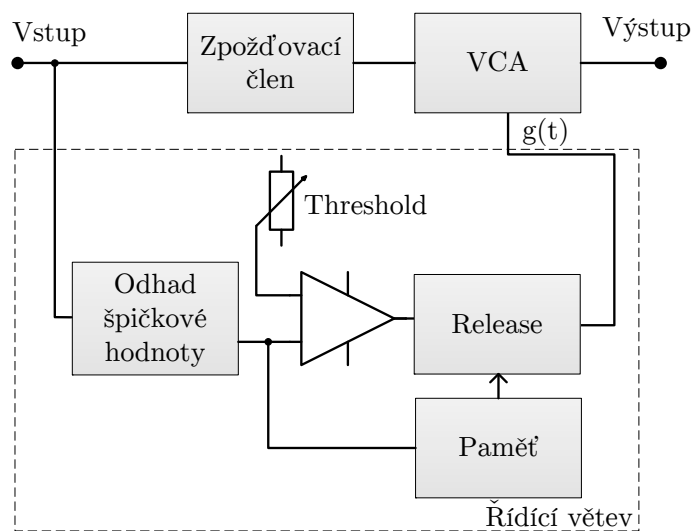 Vstup
Zpožďovací
člen
VCA
Výstup
g(t)
Threshold
Odhad
špičkové
hodnoty
Release
Paměť
Řídící větev